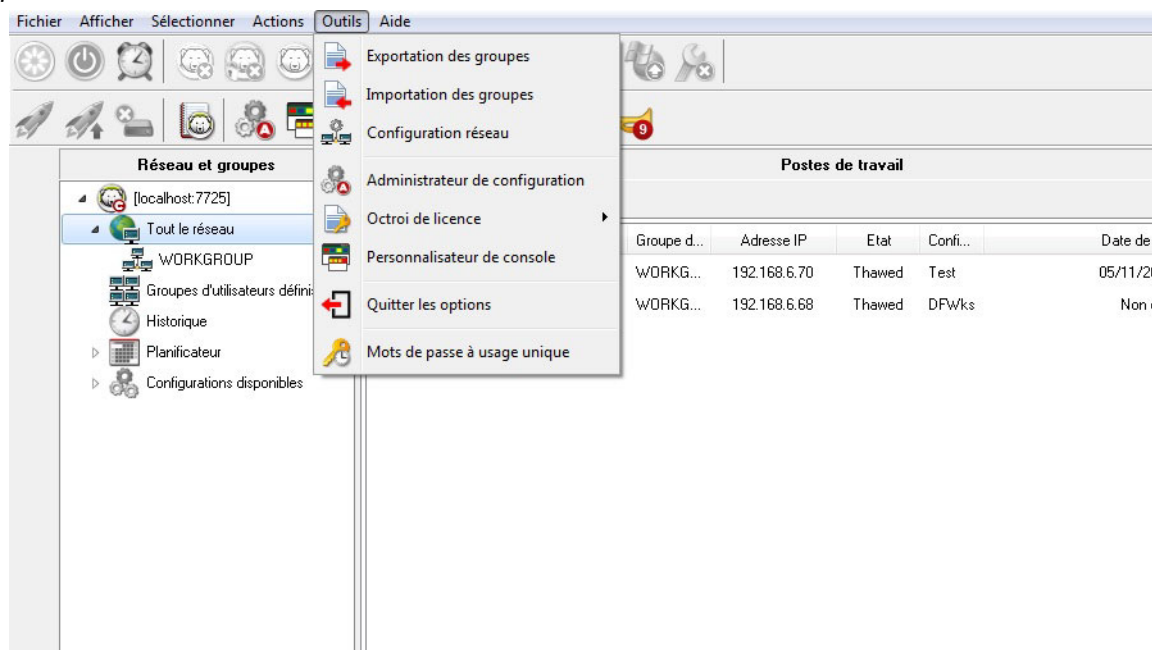 Fichier Afficher Sélectionner Actions Outils Aide
Exportation des groupes
Importation des groupes
Configuration réseau
Administrateur de configuration
Octroi de licence
Personnalisateur de console
Quitter les options
Mots de passe à usage unique
9
Réseau et groupes
[localhost:7725]
Tout le réseau
WORKGROUP
Groupes d'utilisateurs défini
Historique
Planificateur
Configurations disponibles
Postes de travail
Groupe d... Adresse IP Etat Confi... Date de
WORKG... 192.168.6.70 Thawed Test 05/11/20
WORKG... 192.168.6.68 Thawed DFWks Non